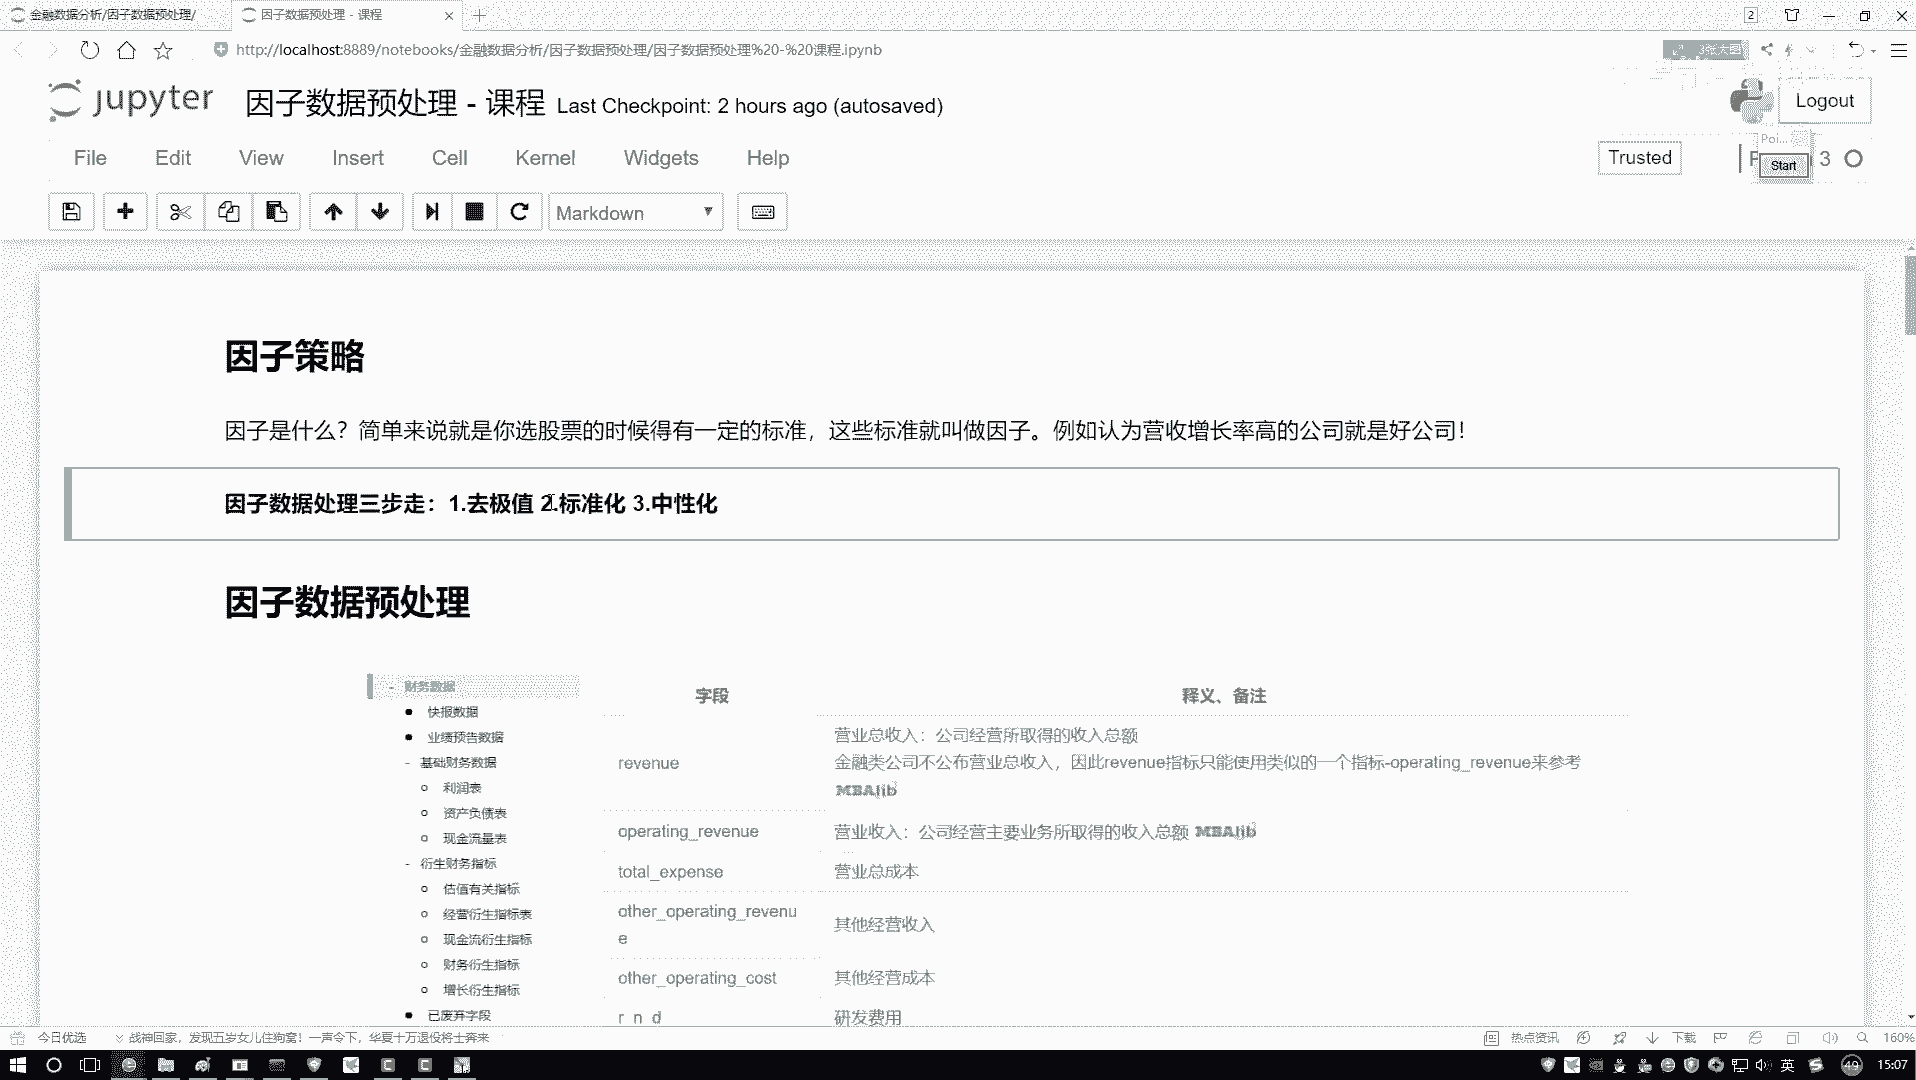 金融数据分析/因子数据预处理/
因子数据预处理 - 课程
2
http://localhost:8889/notebooks/金融数据分析/因子数据预处理/因子数据预处理%20-%20课程.ipynb
3张大图
jupyter
因子数据预处理 - 课程 Last Checkpoint: 2 hours ago (autosaved)
Logout
File Edit View Insert Cell Kernel Widgets Help
Trusted
Poi...
Start
3
Markdown
因子策略
因子是什么？简单来说就是你选股票的时候得有一定的标准，这些标准就叫做因子。例如认为营收增长率高的公司就是好公司！
因子数据处理三步走：1.去极值 2.标准化 3.中性化
因子数据预处理
- 财务数据
快报数据
业绩预告数据
- 基础财务数据
利润表
资产负债表
现金流量表
- 衍生财务指标
估值有关指标
经营衍生指标表
现金流衍生指标
财务衍生指标
增长衍生指标
已废弃字段
字段 释义、备注
revenue 营业总收入：公司经营所取得的收入总额
金融类公司不公布营业总收入，因此revenue指标只能使用类似的一个指标-operating_revenue来参考
MBAlib
operating_revenue 营业收入：公司经营主要业务所取得的收入总额 MBAlib
total_expense 营业总成本
other_operating_revenu
e 其他经营收入
other_operating_cost 其他经营成本
r_n_d 研发费用
今日优选 战神回家，发现五岁女儿住狗窝！一声令下，华夏十万退役将士奔来
热点资讯 下载 160%
英 49 15:07